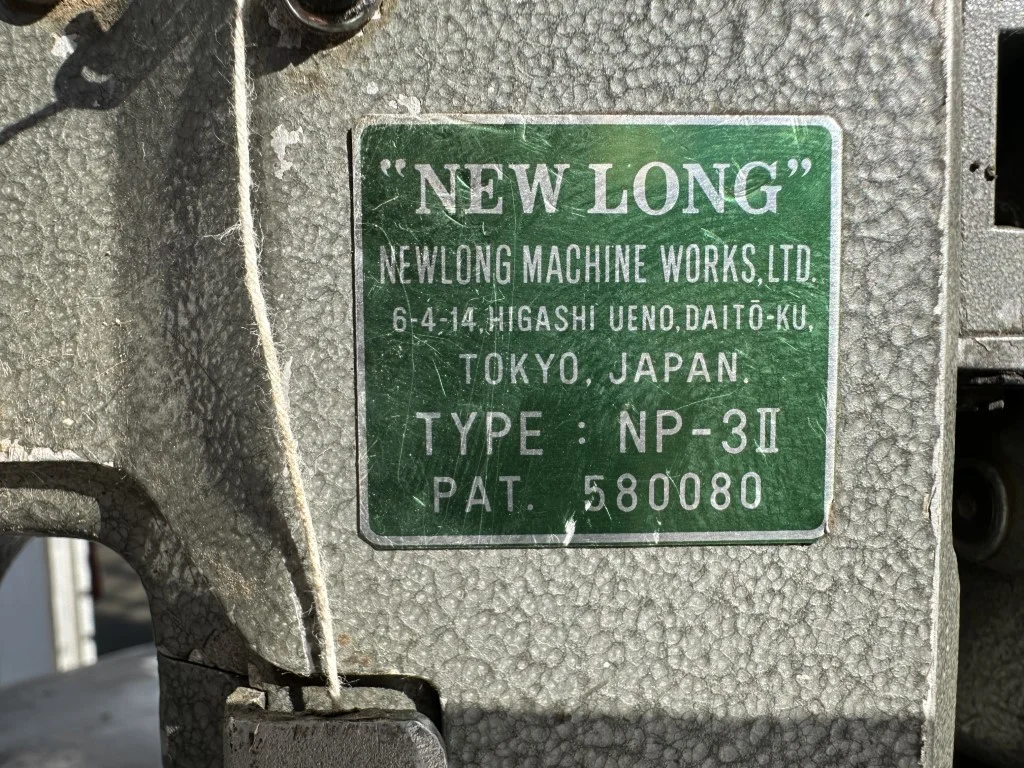 "NEW LONG"
NEWLONG MACHINE WORKS, LTD.
6-4-14, HIGASHI UENO, DAITŌ-KU,
TOKYO, JAPAN.
TYPE : NP-3II
PAT. 580080